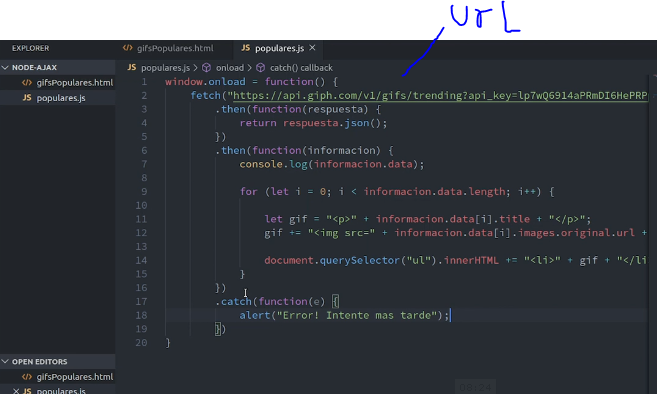 UrL
EXPLORER
gifsPopulares.html
populares.js
NODE-AJAX
gifsPopulares.html
populares.js
JS populares.js > onload > catch() callback
1 window.onload = function() {
2 fetch("https://api.giph.com/v1/gifs/trending?api_key=lp7wQ6914aPRmDI6HePRP
3 .then(function(respuesta) {
4 return respuesta.json();
5 })
6 .then(function(informacion) {
7 console.log(informacion.data);
8
9 for (let i = 0; i < informacion.data.length; i++) {
10
11 let gif = "<p>" + informacion.data[i].title + "</p>";
12 gif += "<img src=" + informacion.data[i].images.original.url +
13
14 document.querySelector("ul").innerHTML += "<li>" + gif + "</li
15 }
16 })
17 .catch(function(e) {
18 alert("Error! Intente mas tarde");
19 })
20 }
OPEN EDITORS
gifsPopulares.html
JS populares.js